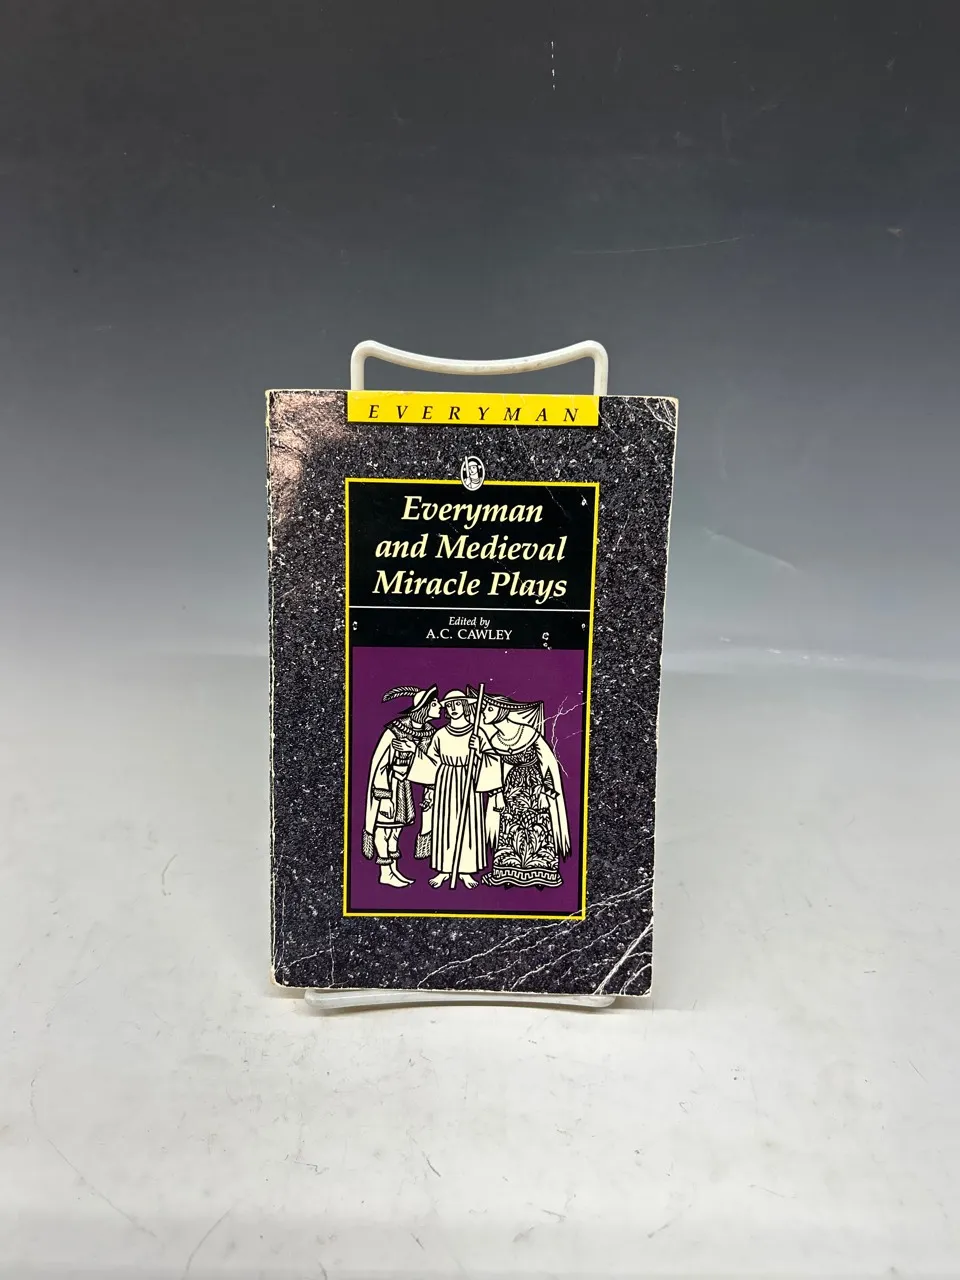 EVERYMAN
Everyman
and Medieval
Miracle Plays
Edited by
A.C. CAWLEY